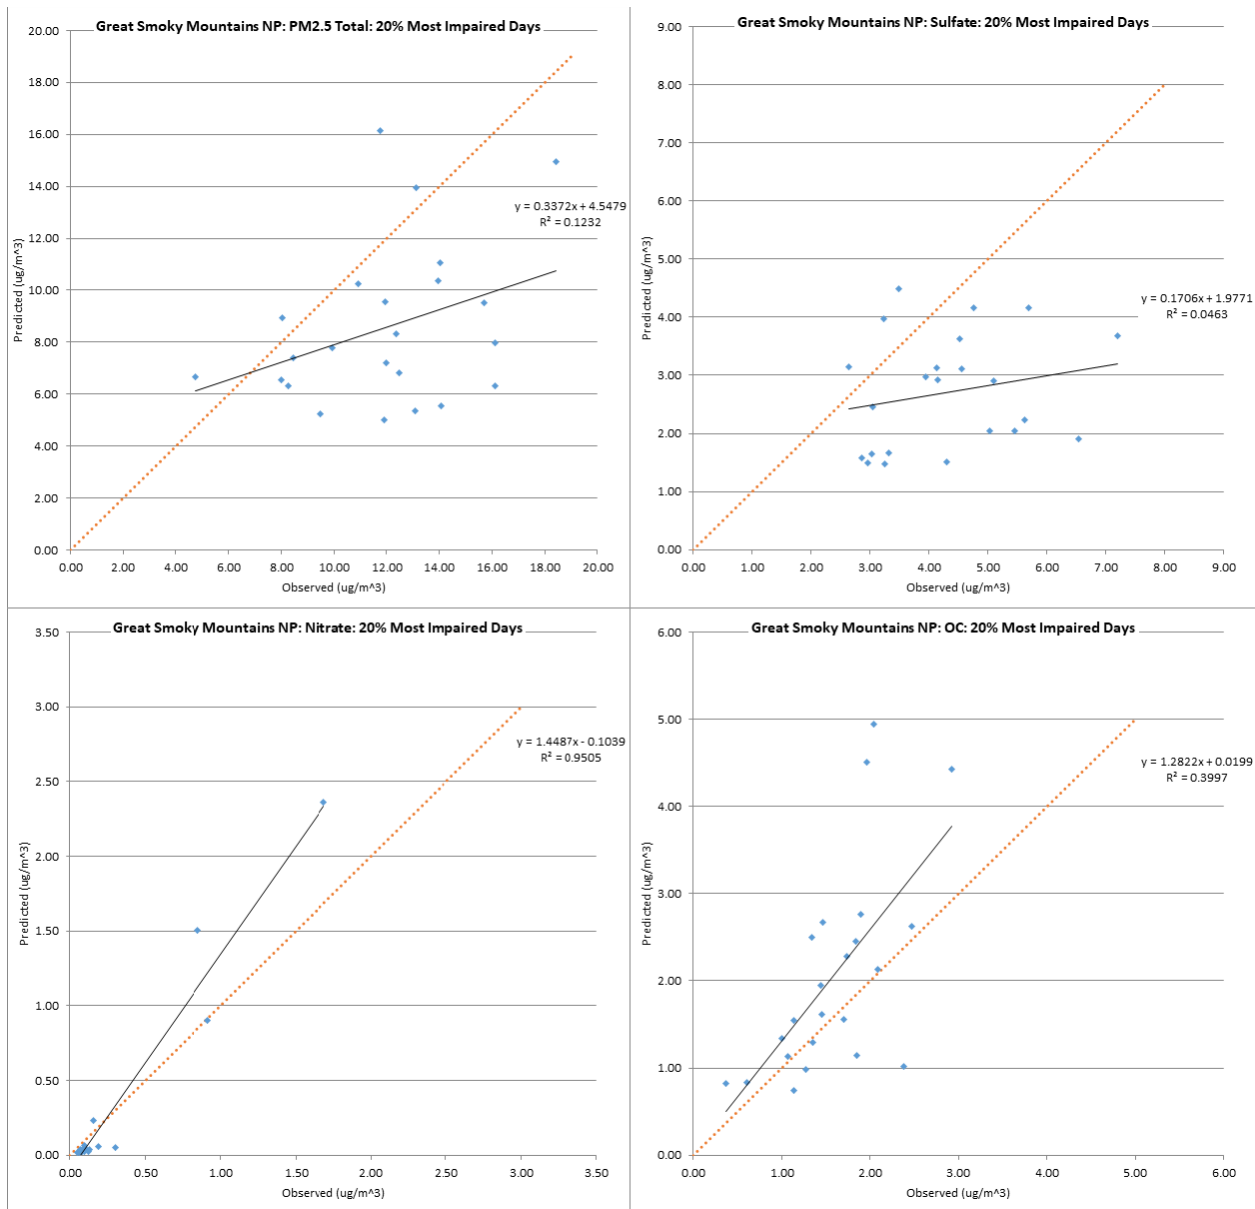 Great Smoky Mountains NP: PM2.5 Total: 20% Most Impaired Days
20.00
18.00
16.00
14.00
12.00
10.00
8.00
6.00
4.00
2.00
0.00
Predicted (ug/m^3)
y = 0.3372x + 4.5479
R² = 0.1232
0.00 2.00 4.00 6.00 8.00 10.00 12.00 14.00 16.00 18.00 20.00
Observed (ug/m^3)
Great Smoky Mountains NP: Sulfate: 20% Most Impaired Days
9.00
8.00
7.00
6.00
5.00
4.00
3.00
2.00
1.00
0.00
Predicted (ug/m^3)
y = 0.1706x + 1.9771
R² = 0.0463
0.00 1.00 2.00 3.00 4.00 5.00 6.00 7.00 8.00 9.00
Observed (ug/m^3)
Great Smoky Mountains NP: Nitrate: 20% Most Impaired Days
3.50
3.00
2.50
2.00
1.50
1.00
0.50
0.00
Predicted (ug/m^3)
y = 1.4487x - 0.1039
R² = 0.9505
0.00 0.50 1.00 1.50 2.00 2.50 3.00 3.50
Observed (ug/m^3)
Great Smoky Mountains NP: OC: 20% Most Impaired Days
6.00
5.00
4.00
3.00
2.00
1.00
0.00
Predicted (ug/m^3)
y = 1.2822x + 0.0199
R² = 0.3997
0.00 1.00 2.00 3.00 4.00 5.00 6.00
Observed (ug/m^3)